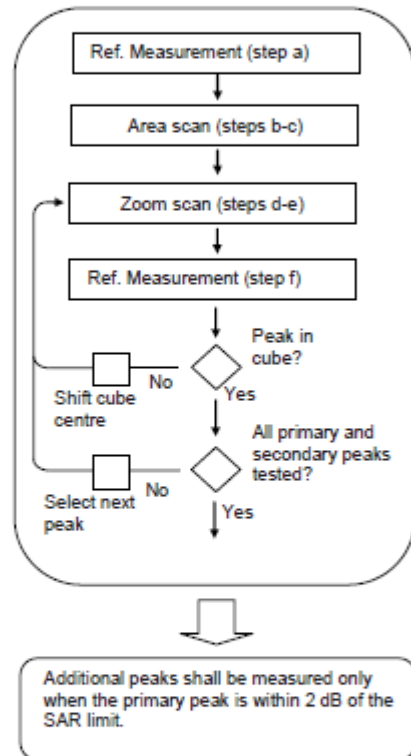 Ref. Measurement (step a)
Area scan (steps b-c)
Zoom scan (steps d-e)
Ref. Measurement (step f)
Peak in
cube?
No
Shift cube
centre
Yes
All primary and
secondary peaks
tested?
No
Select next
peak
Yes
Additional peaks shall be measured only
when the primary peak is within 2 dB of the
SAR limit.